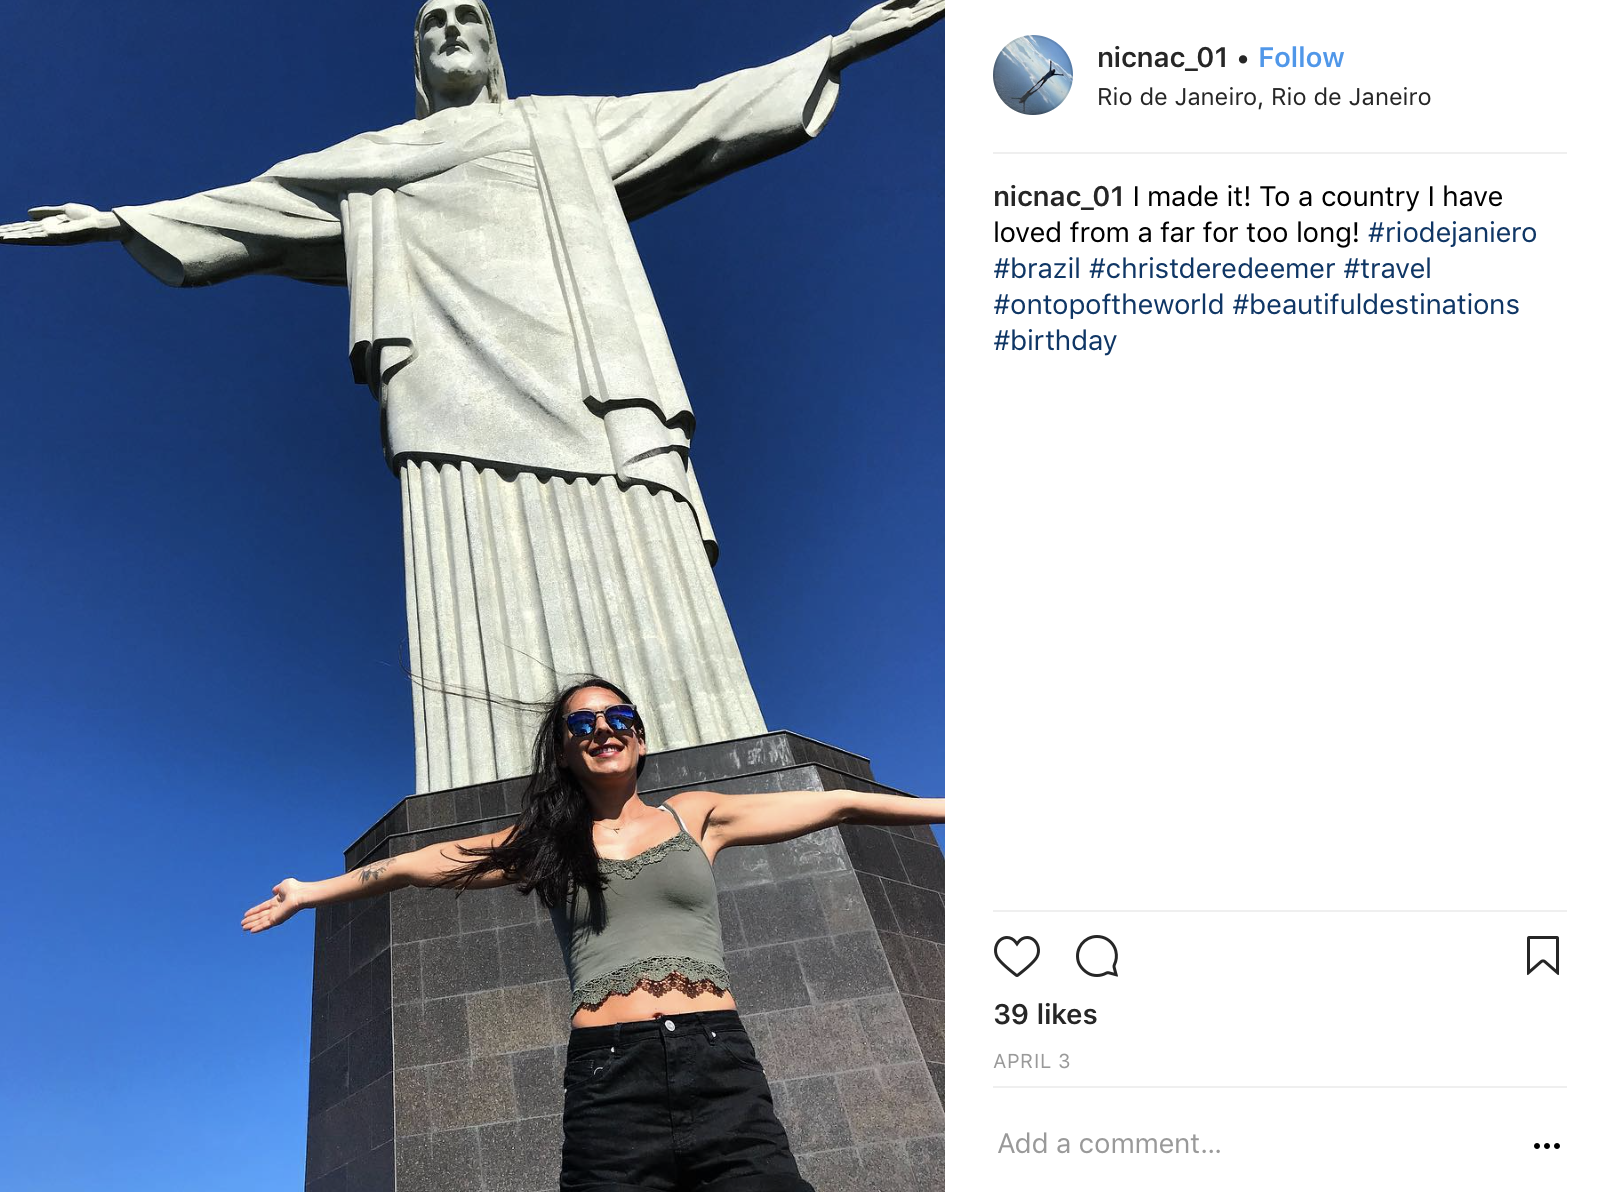 nicnac_01 • Follow
Rio de Janeiro, Rio de Janeiro
nicnac_01 I made it! To a country I have
loved from a far for too long! #riodejaniero
#brazil #christderedeemer #travel
#ontopoftheworld #beautifuldestinations
#birthday
39 likes
APRIL 3
Add a comment...